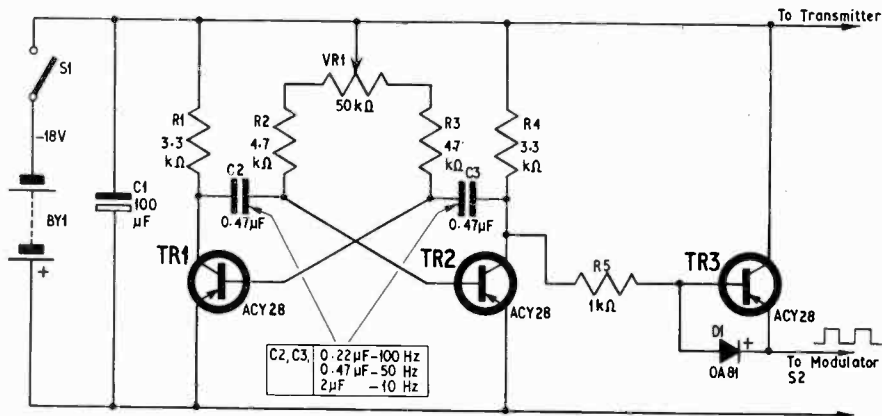 To Transmitter
S1
-18V
BY1
+
C1
100
µF
R1
3.3
kΩ
R2
4.7
kΩ
VR1
50kΩ
R3
4.7
kΩ
R4
3.3
kΩ
C2
0.47µF
C3
0.47µF
TR1
ACY28
TR2
ACY28
R5
1kΩ
TR3
ACY28
D1
+
OA81
To Modulator
S2
C2, C3, 0.22µF-100 Hz
0.47µF-50 Hz
2µF -10 Hz